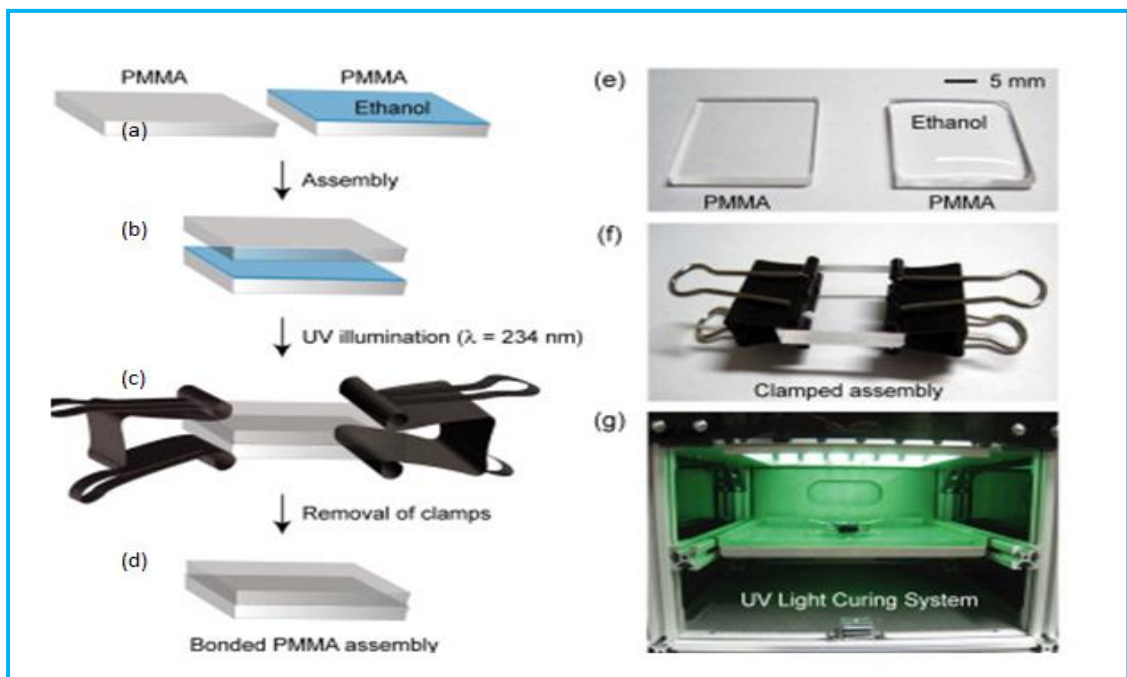 PMMA
PMMA
Ethanol
(a)
Assembly
(b)
UV illumination (λ = 234 nm)
(c)
Removal of clamps
(d)
Bonded PMMA assembly
(e)
5 mm
Ethanol
PMMA
PMMA
(f)
Clamped assembly
(g)
UV Light Curing System